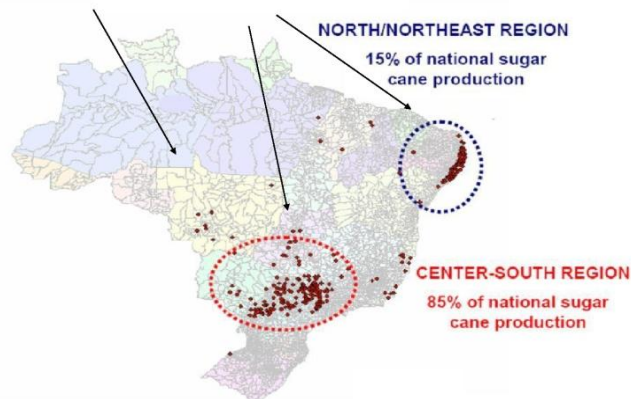 NORTH/NORTHEAST REGION
15% of national sugar
cane production
CENTER-SOUTH REGION
85% of national sugar
cane production